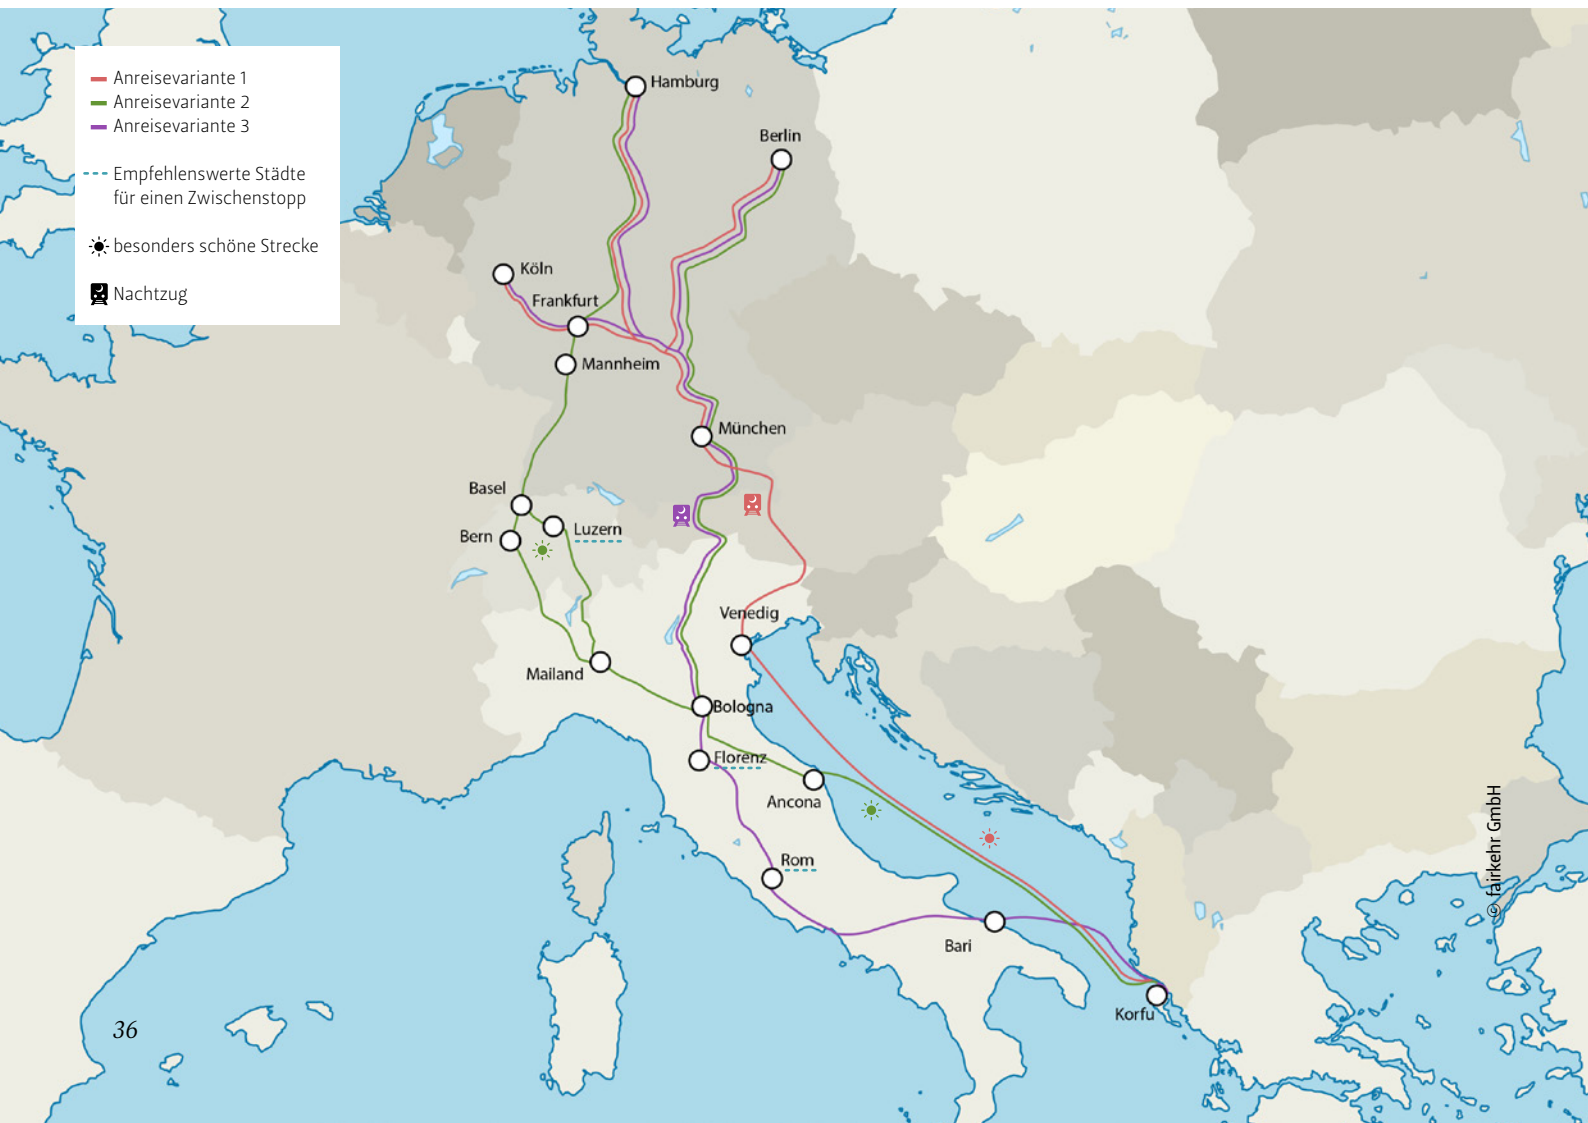 Anreisevariante 1
Anreisevariante 2
Anreisevariante 3
Empfehlenswerte Städte
für einen Zwischenstopp
besonders schöne Strecke
Nachtzug
Hamburg
Berlin
Köln
Frankfurt
Mannheim
München
Basel
Luzern
Bern
Venedig
Mailand
Bologna
Florenz
Ancona
Rom
Bari
Korfu
© fairkehr GmbH
36